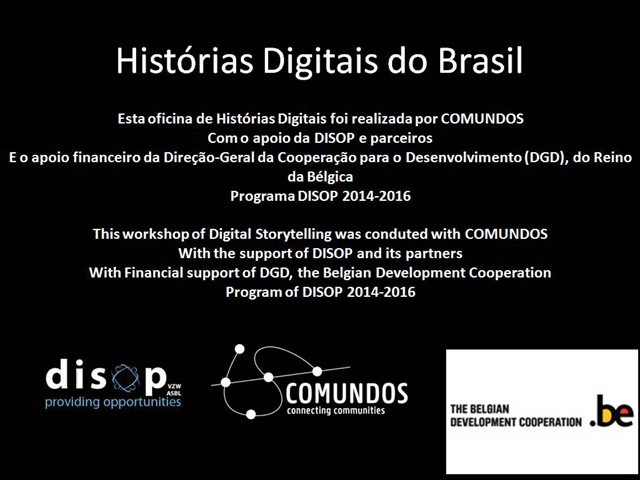 Histórias Digitais do Brasil
Esta oficina de Histórias Digitais foi realizada por COMUNDOS
Com o apoio da DISOP e parceiros
E o apoio financeiro da Direção-Geral da Cooperação para o Desenvolvimento (DGD), do Reino
da Bélgica
Programa DISOP 2014-2016
This workshop of Digital Storytelling was conduted with COMUNDOS
With the support of DISOP and its partners
With Financial support of DGD, the Belgian Development Cooperation
Program of DISOP 2014-2016
disop VZW ASBL
providing opportunities
COMUNDOS
connecting communities
THE BELGIAN
DEVELOPMENT COOPERATION .be